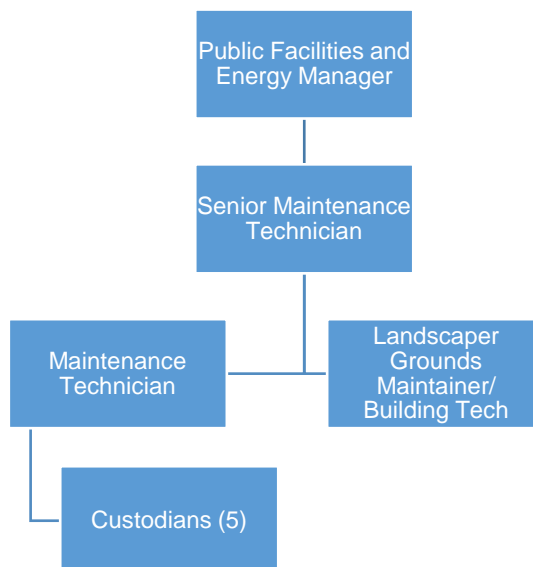 Public Facilities and
Energy Manager
Senior Maintenance
Technician
Maintenance
Technician
Landscaper
Grounds
Maintainer/
Building Tech
Custodians (5)